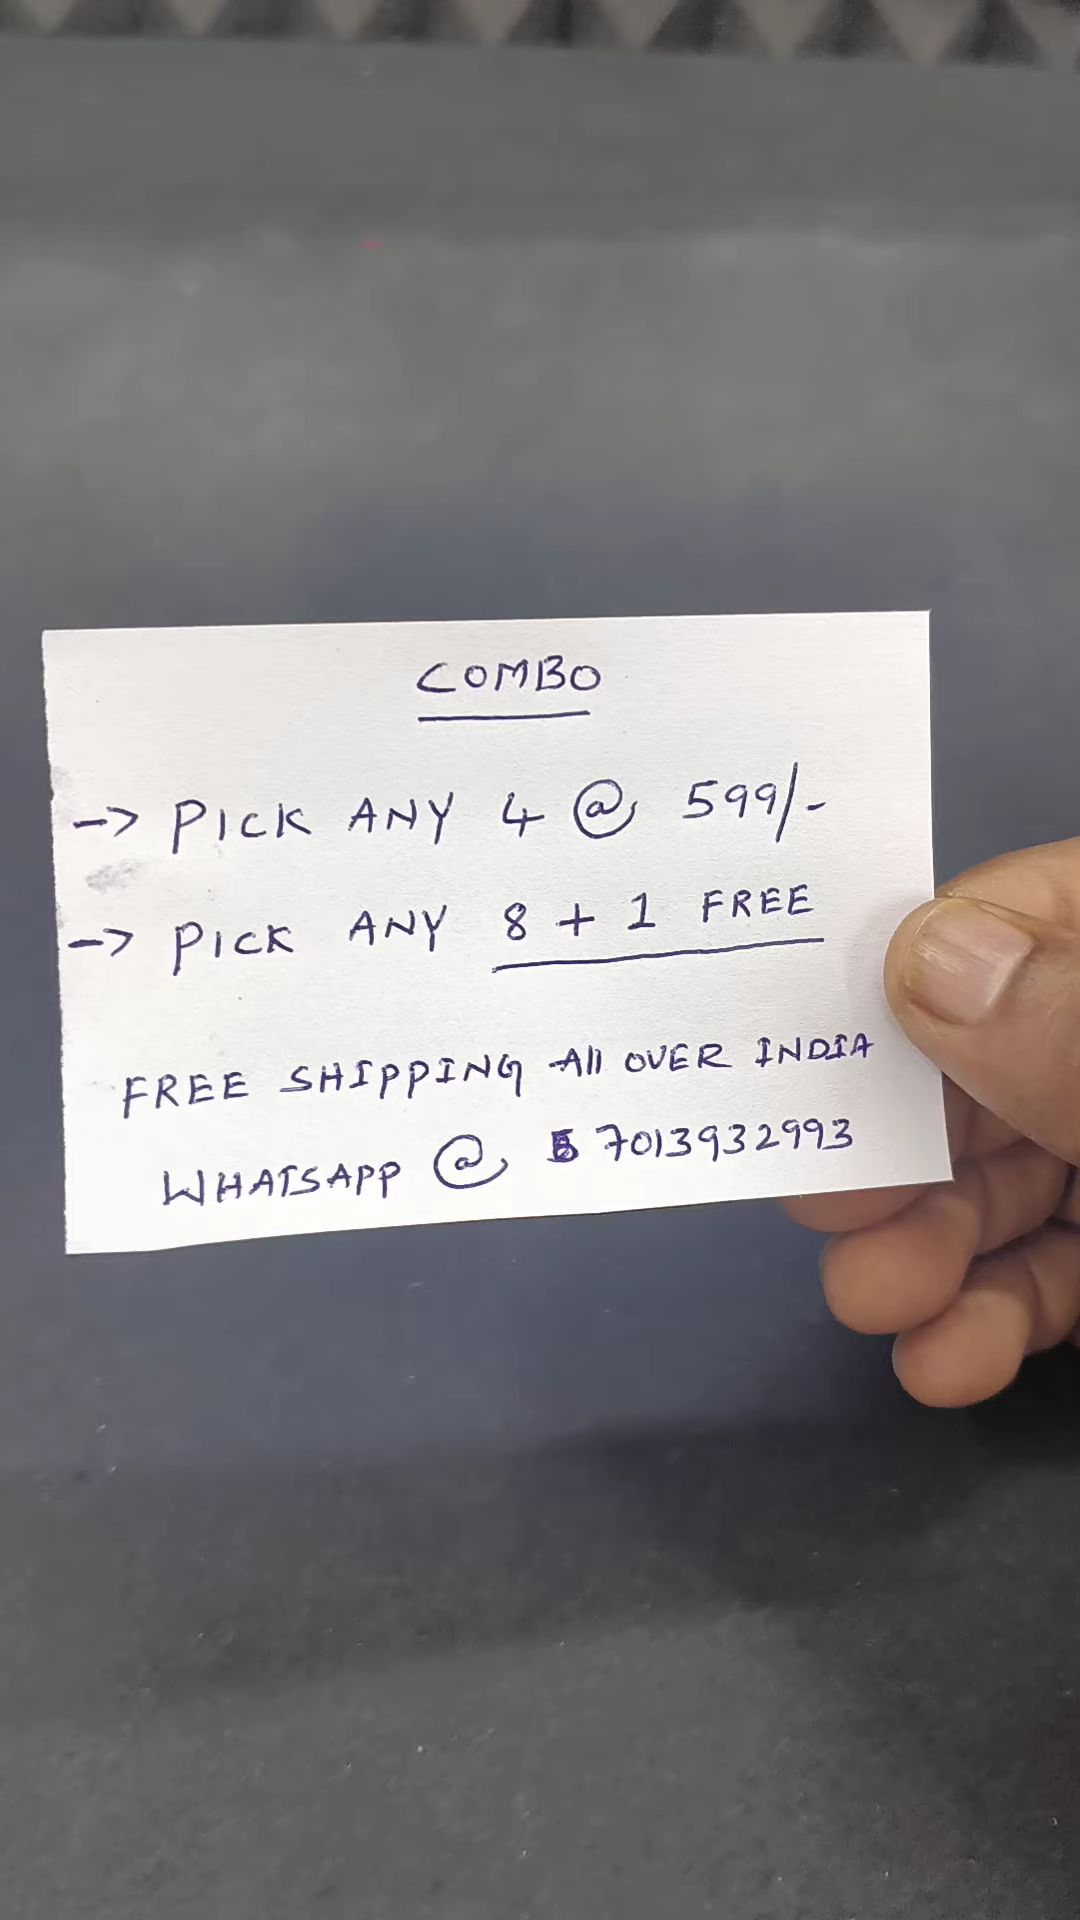 COMBO
-> PICK ANY 4 @ 599/-
-> PICK ANY 8 + 1 FREE
FREE SHIPPING All OVER INDIA
WHATSAPP @ 7013932993